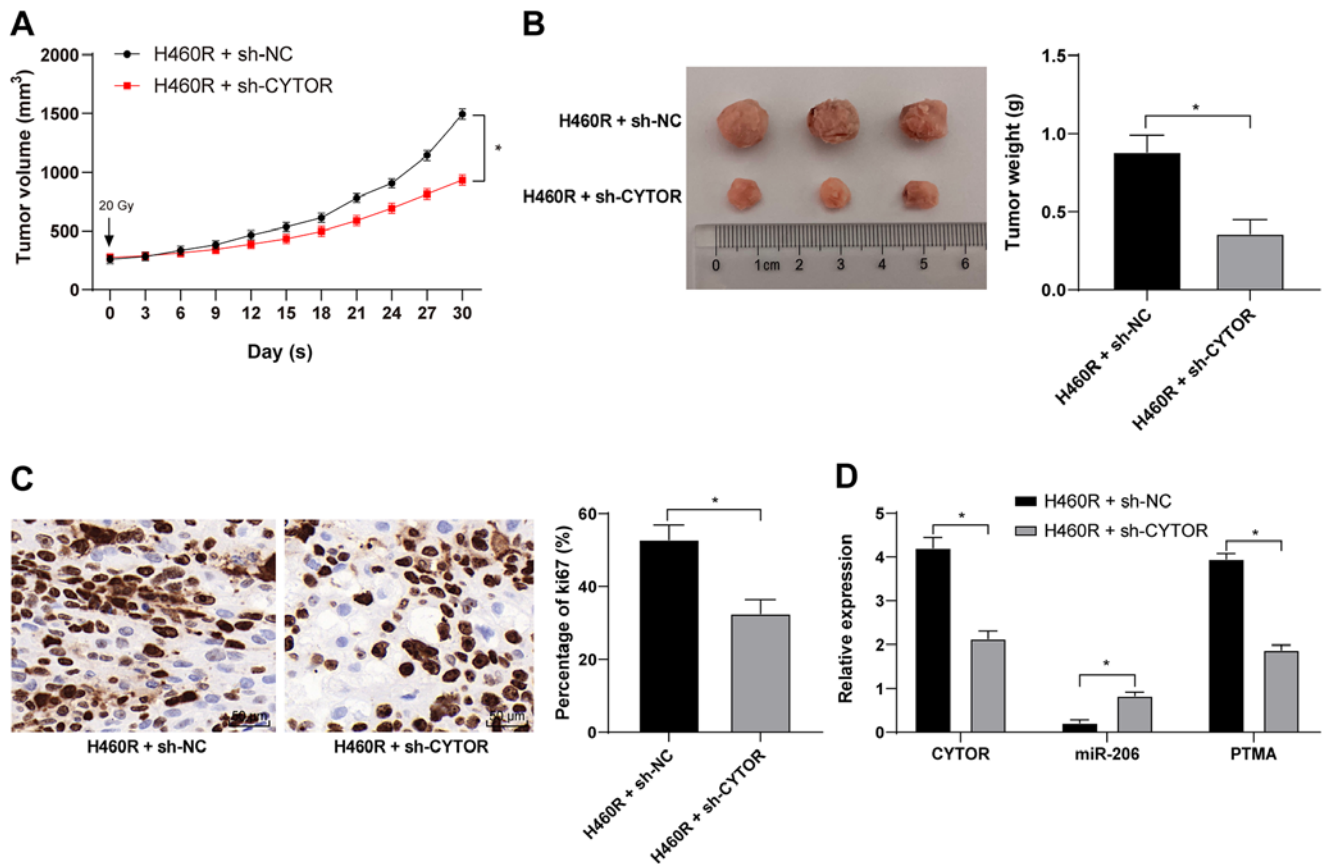 A
H460R + sh-NC
H460R + sh-CYTOR
Tumor volume (mm³)
2000
1500
1000
500
0
20 Gy
*
0 3 6 9 12 15 18 21 24 27 30
Day (s)
B
H460R + sh-NC
H460R + sh-CYTOR
0 1 cm 2 3 4 5 6
Tumor weight (g)
1.5
1.0
0.5
0.0
*
H460R + sh-NC
H460R + sh-CYTOR
C
50 µm
50 µm
H460R + sh-NC
H460R + sh-CYTOR
Percentage of ki67 (%)
60
40
20
0
*
H460R + sh-NC
H460R + sh-CYTOR
D
H460R + sh-NC
H460R + sh-CYTOR
Relative expression
5
4
3
2
1
0
*
*
*
CYTOR miR-206 PTMA